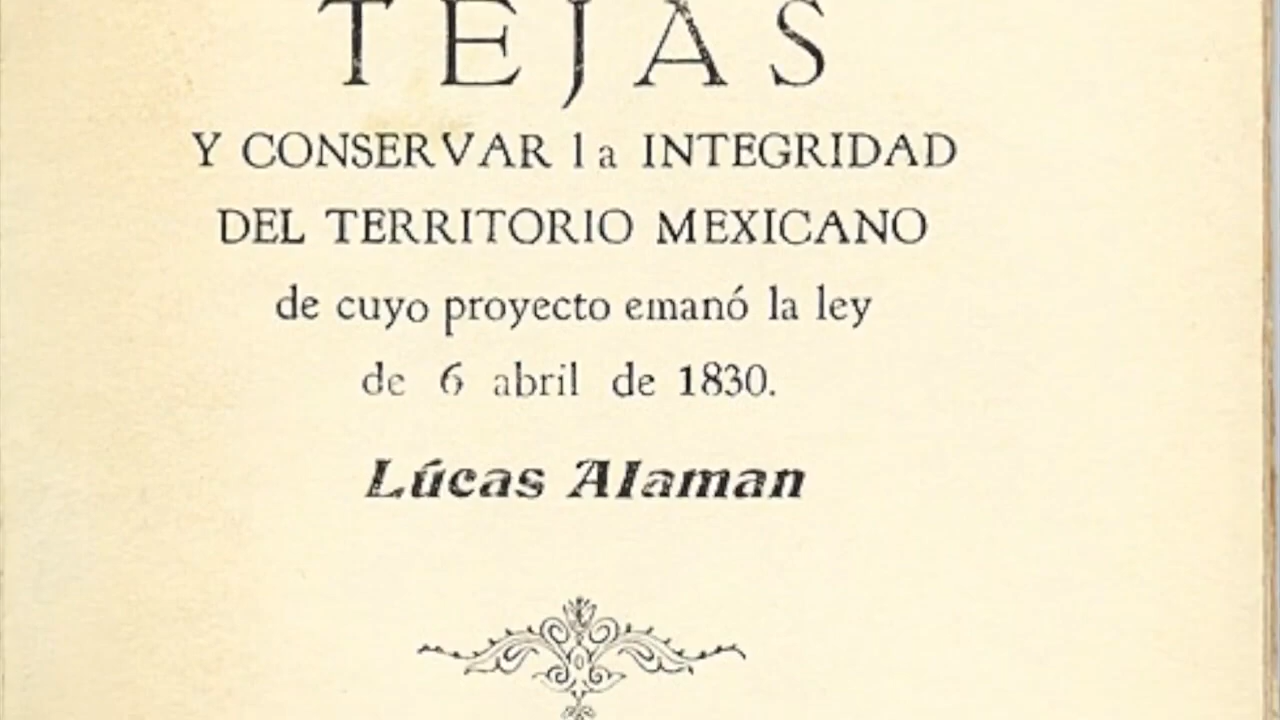 TEJAS
Y CONSERVAR la INTEGRIDAD
DEL TERRITORIO MEXICANO
de cuyo proyecto emanó la ley
de 6 abril de 1830.
Lúcas Alaman